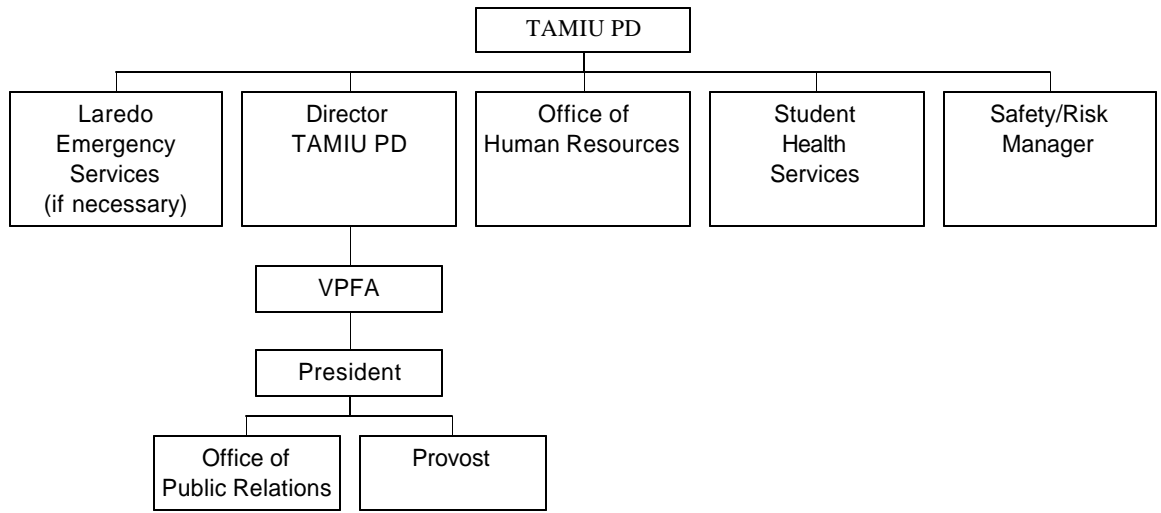 TAMIU PD
Laredo
Emergency
Services
(if necessary)
Director
TAMIU PD
Office of
Human Resources
Student
Health
Services
Safety/Risk
Manager
VPFA
President
Office of
Public Relations
Provost